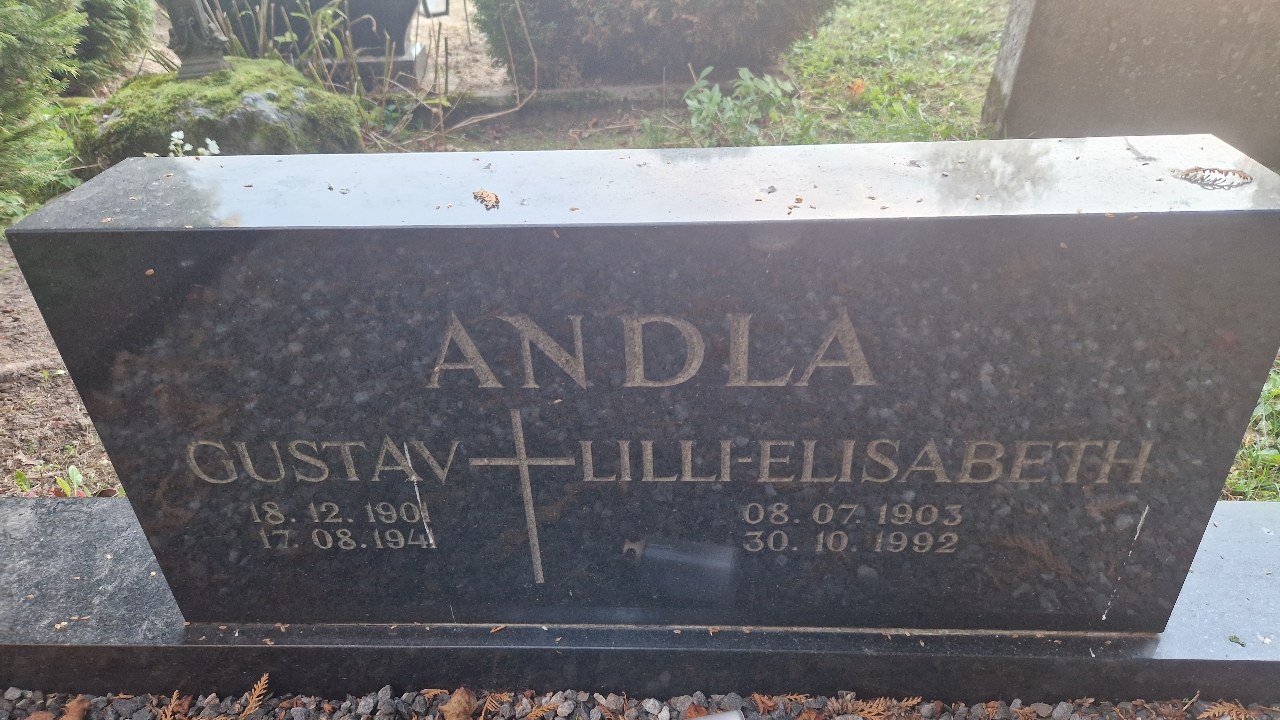 ANDLA
GUSTAV LILLI-ELISABETH
18. 12. 1901 08. 07. 1903
17. 08. 1941 30. 10. 1992